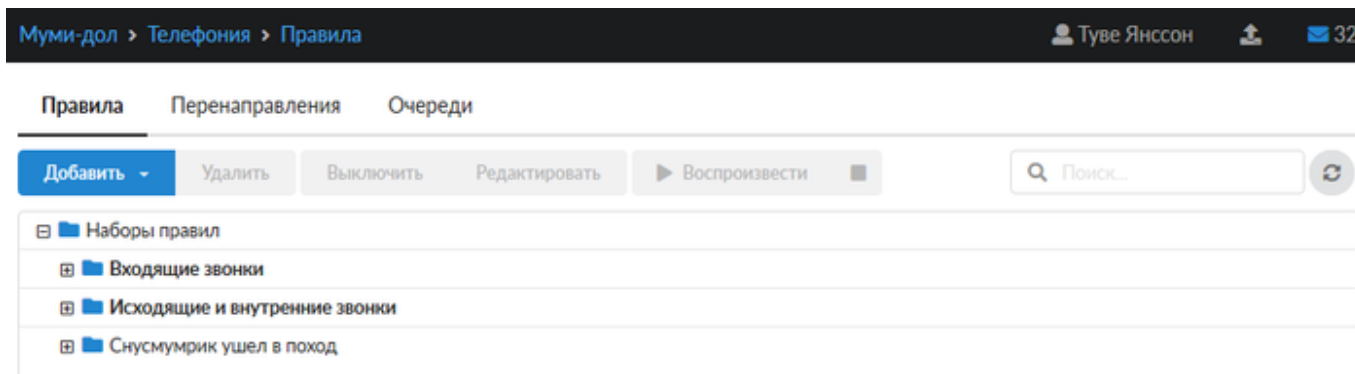 Муми-дол > Телефония > Правила Туве Янссон 32
Правила Перенаправления Очереди
Добавить Удалить Выключить Редактировать Воспроизвести Поиск...
Наборы правил
Входящие звонки
Исходящие и внутренние звонки
Снусмумрик ушел в поход